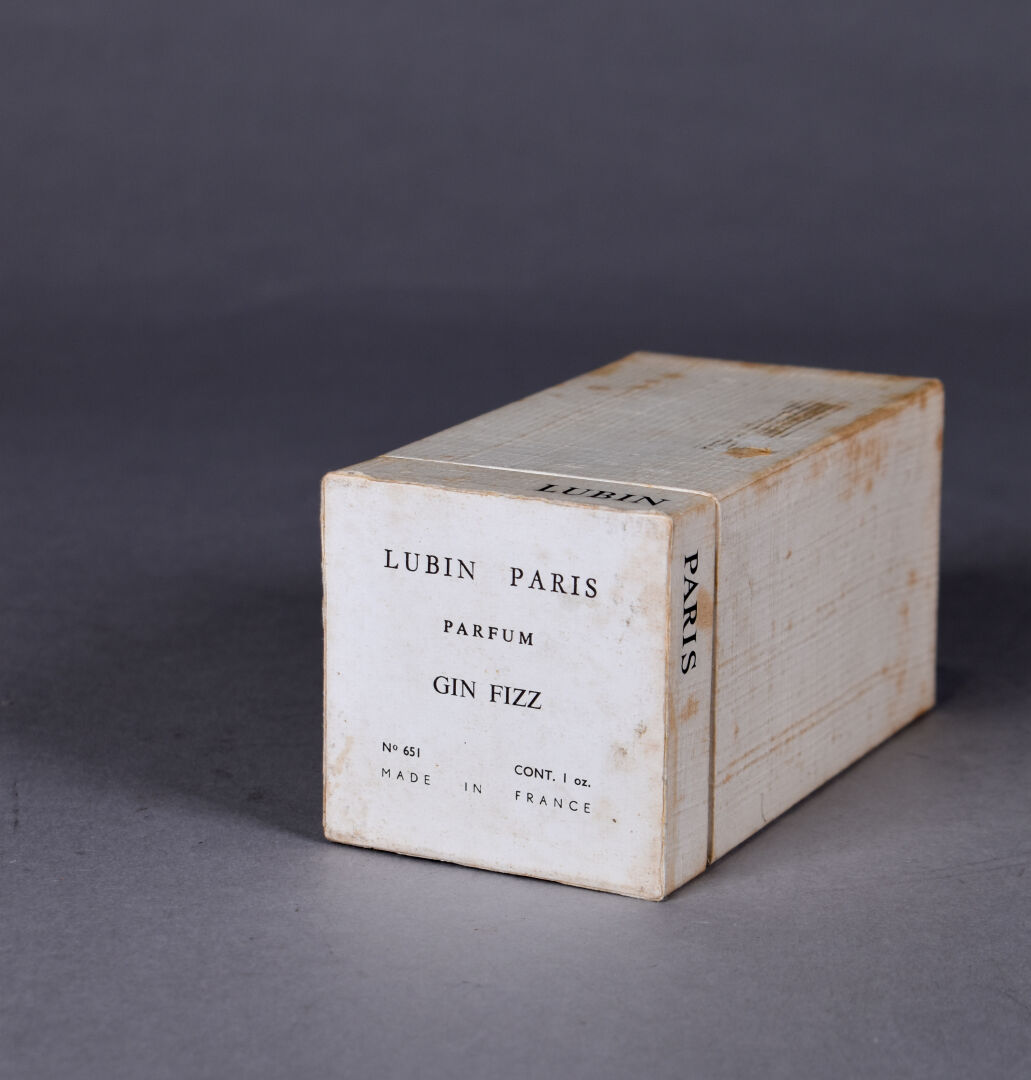 LUBIN
PARIS
LUBIN PARIS
PARFUM
GIN FIZZ
Nº 651
CONT. 1 oz.
MADE IN FRANCE